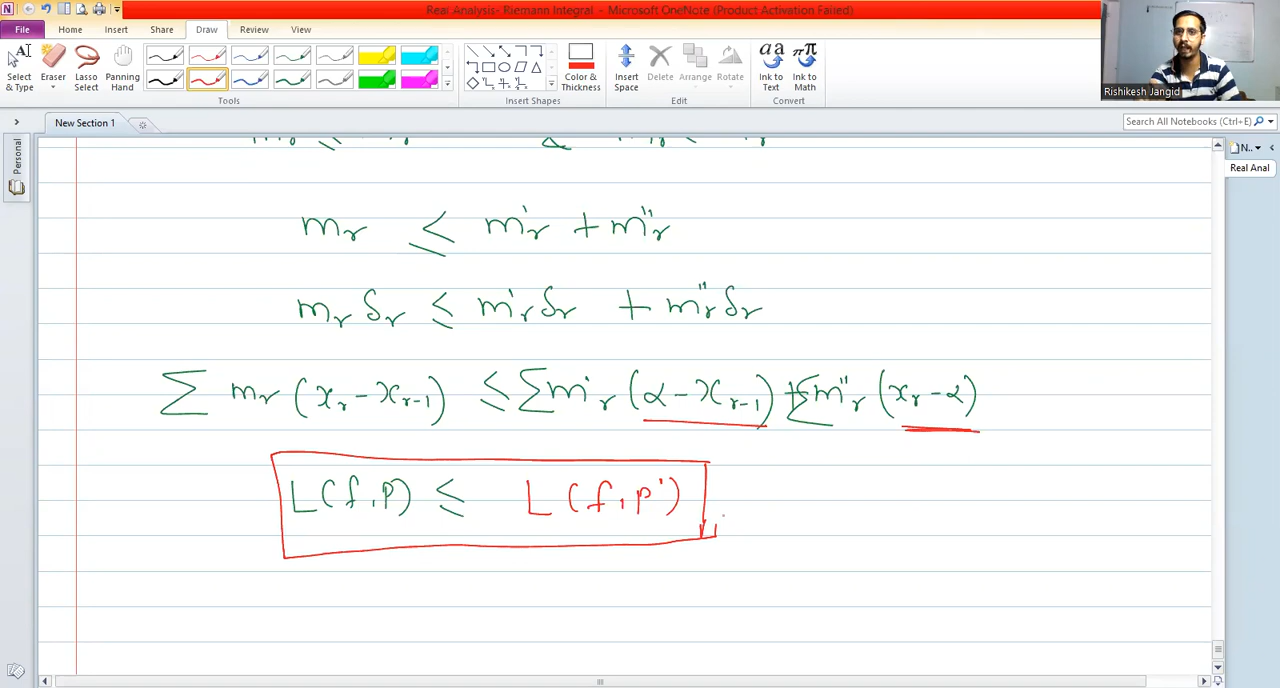 Real Analysis- Riemann Integral - Microsoft OneNote (Product Activation Failed)
File Home Insert Share Draw Review View
Select & Type Eraser Lasso Select Panning Hand Color & Thickness Insert Space Delete Arrange Rotate Ink to Text Ink to Math
Tools Insert Shapes Edit Convert
Rishikesh Jangid
New Section 1
Search All Notebooks (Ctrl+E)
Personal
N..
Real Anal
mᵣ ≤ m'ᵣ + m''ᵣ
mᵣ δᵣ ≤ m'ᵣ δᵣ + m''ᵣ δᵣ
∑ mᵣ (xᵣ - xᵣ₋₁) ≤ ∑ m'ᵣ (α - xᵣ₋₁) + ∑ m''ᵣ (xᵣ - α)
L(f, p) ≤ L(f, p')